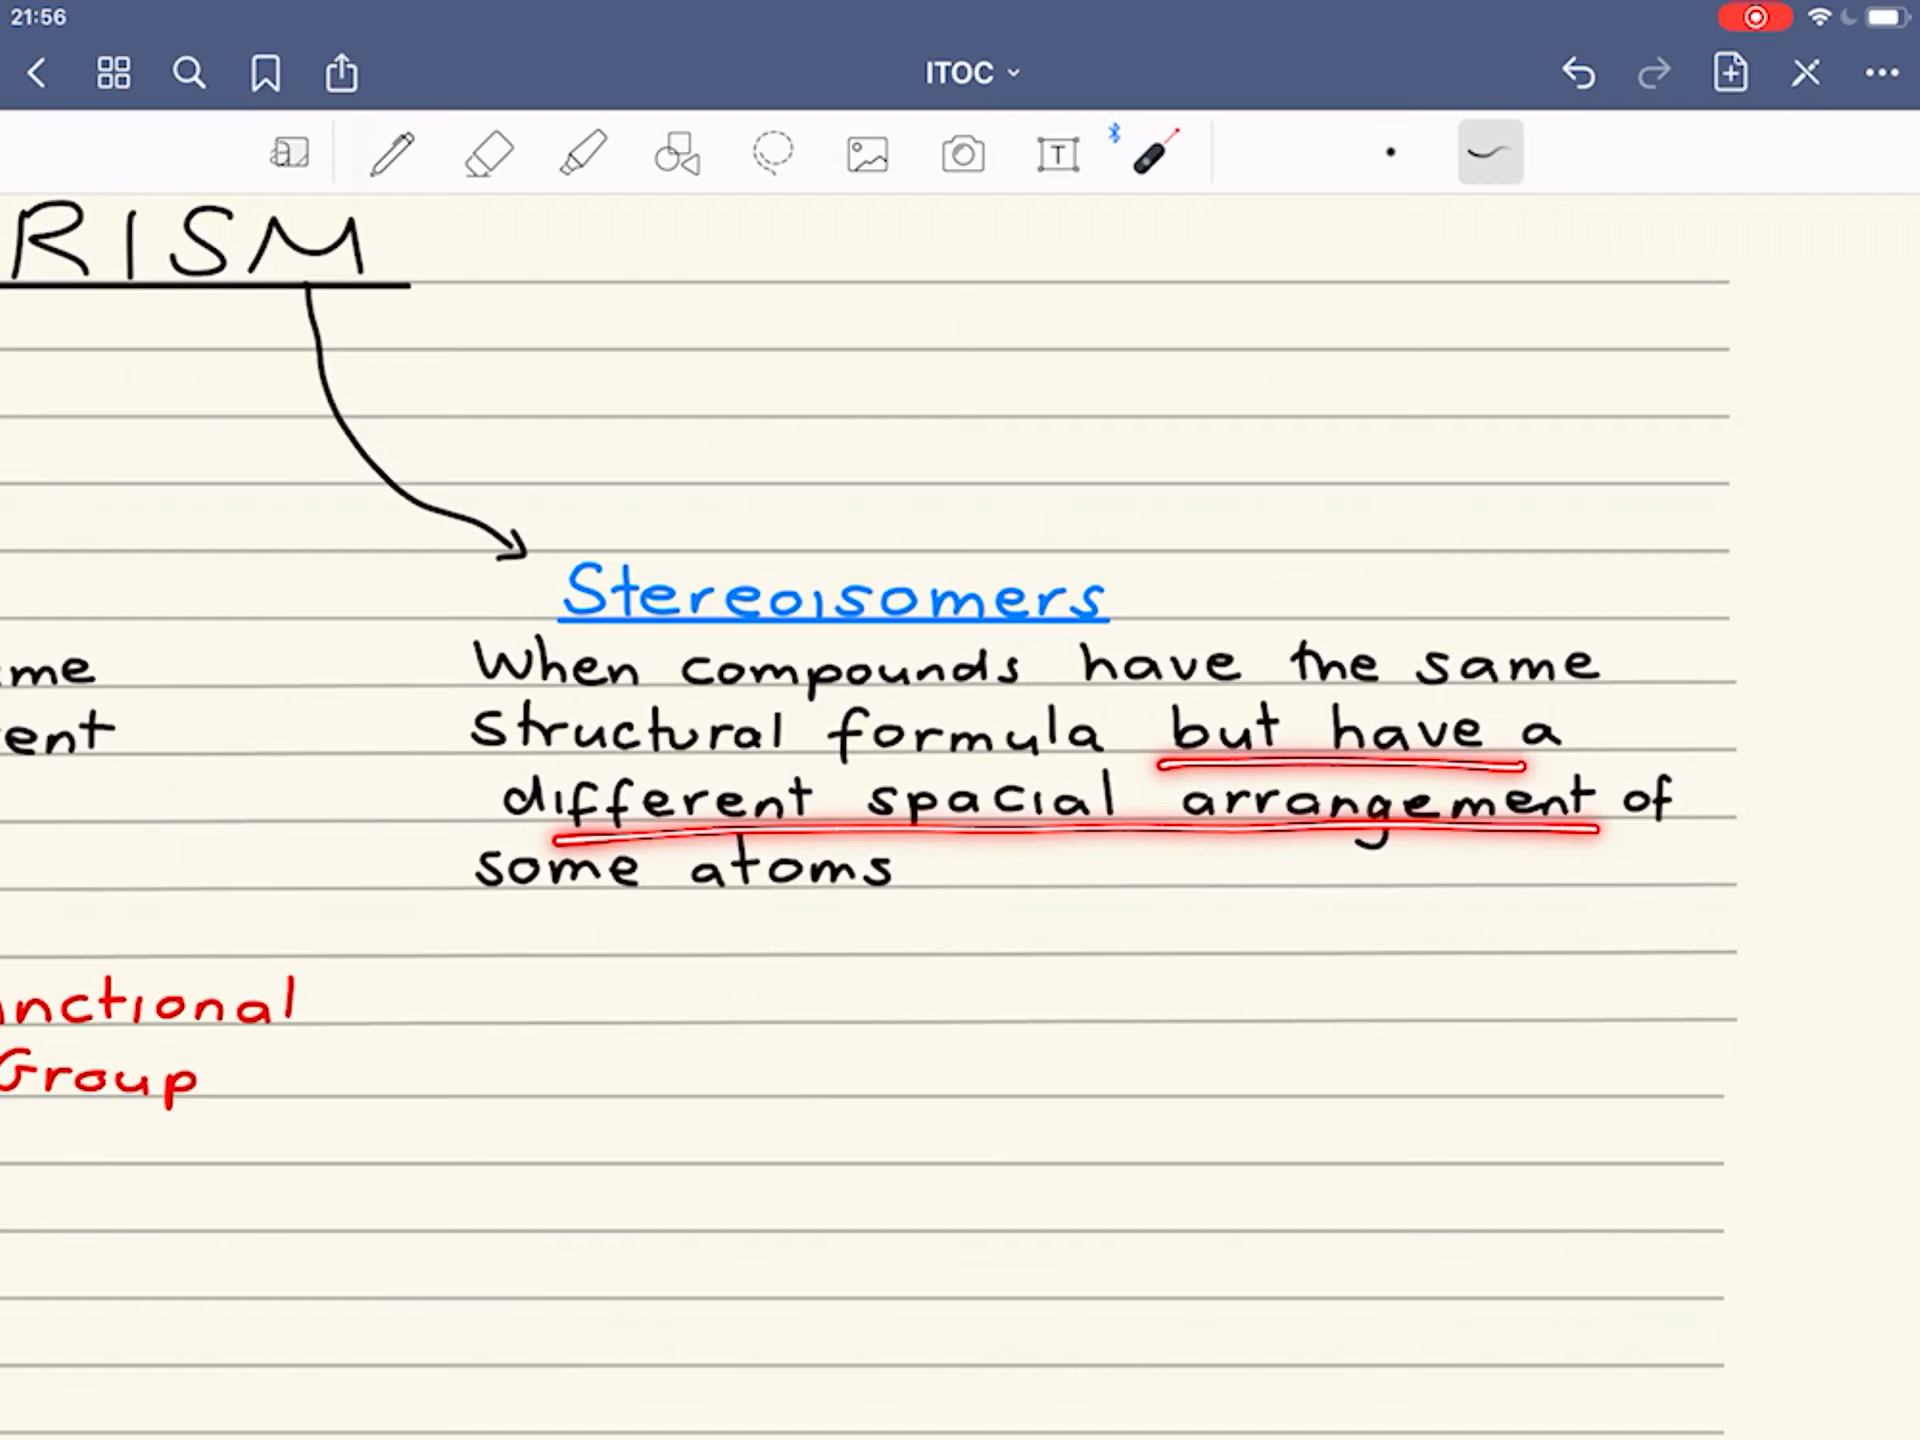 21:56
ITOC
RISM
Stereoisomers
me
When compounds have the same
ent
structural formula but have a
different spacial arrangement of
some atoms
nctional
Group